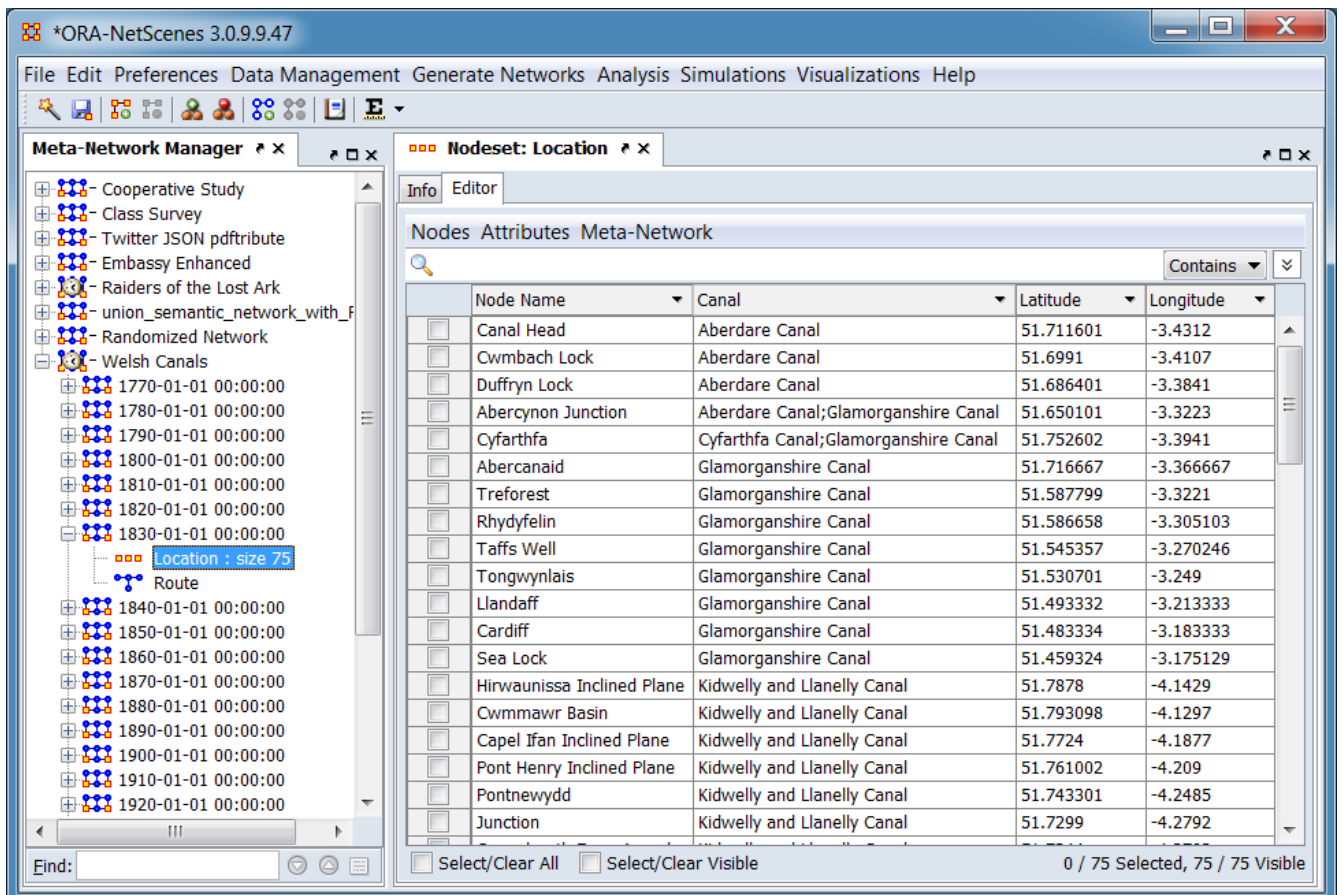 *ORA-NetScenes 3.0.9.9.47
File Edit Preferences Data Management Generate Networks Analysis Simulations Visualizations Help
Meta-Network Manager
Cooperative Study
Class Survey
Twitter JSON pdftribute
Embassy Enhanced
Raiders of the Lost Ark
union_semantic_network_with_F
Randomized Network
Welsh Canals
1770-01-01 00:00:00
1780-01-01 00:00:00
1790-01-01 00:00:00
1800-01-01 00:00:00
1810-01-01 00:00:00
1820-01-01 00:00:00
1830-01-01 00:00:00
Location : size 75
Route
1840-01-01 00:00:00
1850-01-01 00:00:00
1860-01-01 00:00:00
1870-01-01 00:00:00
1880-01-01 00:00:00
1890-01-01 00:00:00
1900-01-01 00:00:00
1910-01-01 00:00:00
1920-01-01 00:00:00
Find:
Nodeset: Location
Info Editor
Nodes Attributes Meta-Network
Contains
Node Name Canal Latitude Longitude
Canal Head Aberdare Canal 51.711601 -3.4312
Cwmbach Lock Aberdare Canal 51.6991 -3.4107
Duffryn Lock Aberdare Canal 51.686401 -3.3841
Abercynon Junction Aberdare Canal;Glamorganshire Canal 51.650101 -3.3223
Cyfarthfa Cyfarthfa Canal;Glamorganshire Canal 51.752602 -3.3941
Abercanaid Glamorganshire Canal 51.716667 -3.366667
Treforest Glamorganshire Canal 51.587799 -3.3221
Rhydyfelin Glamorganshire Canal 51.586658 -3.305103
Taffs Well Glamorganshire Canal 51.545357 -3.270246
Tongwynlais Glamorganshire Canal 51.530701 -3.249
Llandaff Glamorganshire Canal 51.493332 -3.213333
Cardiff Glamorganshire Canal 51.483334 -3.183333
Sea Lock Glamorganshire Canal 51.459324 -3.175129
Hirwaunissa Inclined Plane Kidwelly and Llanelly Canal 51.7878 -4.1429
Cwmmawr Basin Kidwelly and Llanelly Canal 51.793098 -4.1297
Capel Ifan Inclined Plane Kidwelly and Llanelly Canal 51.7724 -4.1877
Pont Henry Inclined Plane Kidwelly and Llanelly Canal 51.761002 -4.209
Pontnewydd Kidwelly and Llanelly Canal 51.743301 -4.2485
Junction Kidwelly and Llanelly Canal 51.7299 -4.2792
Select/Clear All Select/Clear Visible 0 / 75 Selected, 75 / 75 Visible